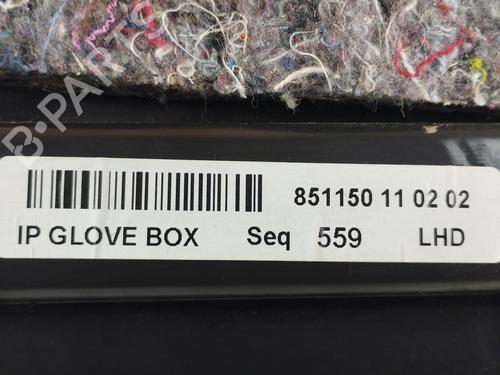 B-PARTS
851150 11 02 02
IP GLOVE BOX Seq 559 LHD